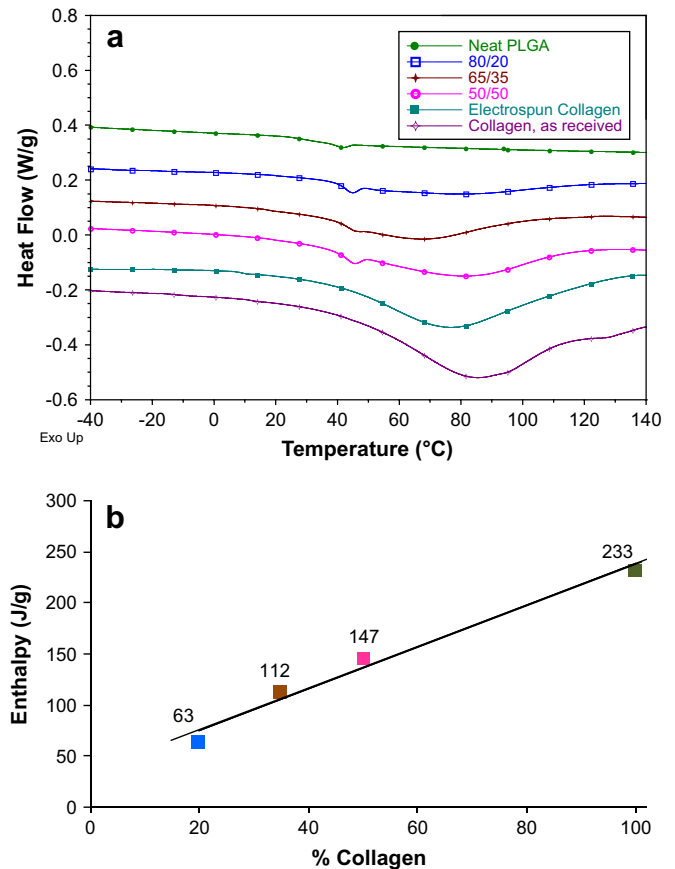 a
Neat PLGA
80/20
65/35
50/50
Electrospun Collagen
Collagen, as received
0.8
0.6
0.4
0.2
0.0
-0.2
-0.4
-0.6
Heat Flow (W/g)
-40 -20 0 20 40 60 80 100 120 140
Exo Up
Temperature (°C)
b
300
250
200
150
100
50
0
Enthalpy (J/g)
63
112
147
233
0 20 40 60 80 100
% Collagen